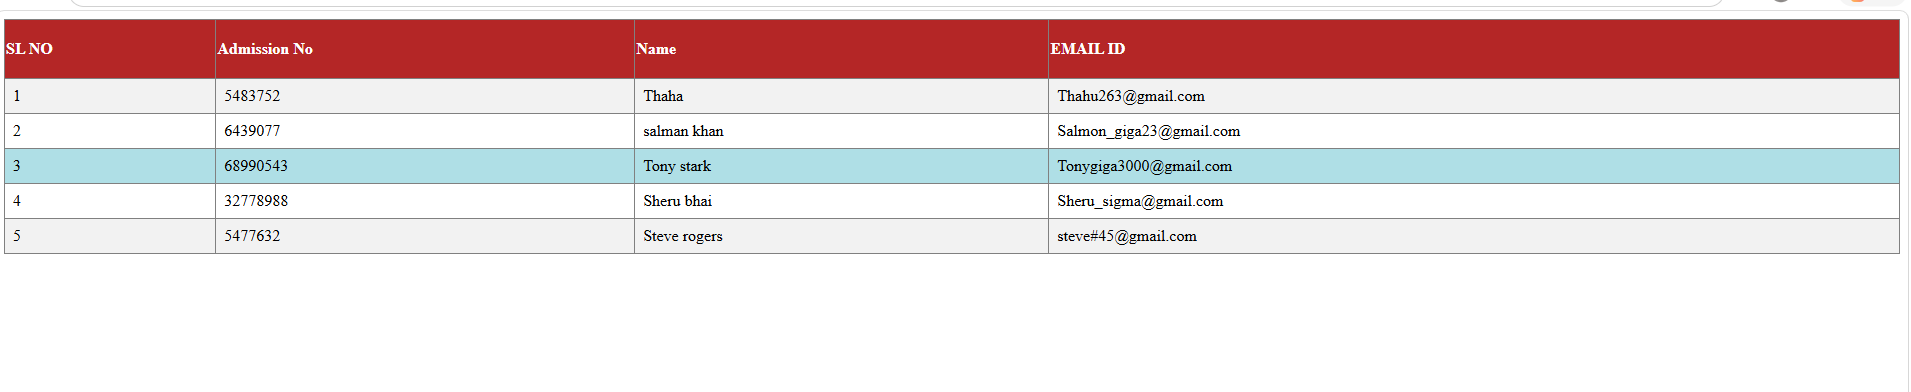 SL NO Admission No Name EMAIL ID
1 5483752 Thaha Thahu263@gmail.com
2 6439077 salman khan Salmon_giga23@gmail.com
3 68990543 Tony stark Tonygiga3000@gmail.com
4 32778988 Sheru bhai Sheru_sigma@gmail.com
5 5477632 Steve rogers steve#45@gmail.com